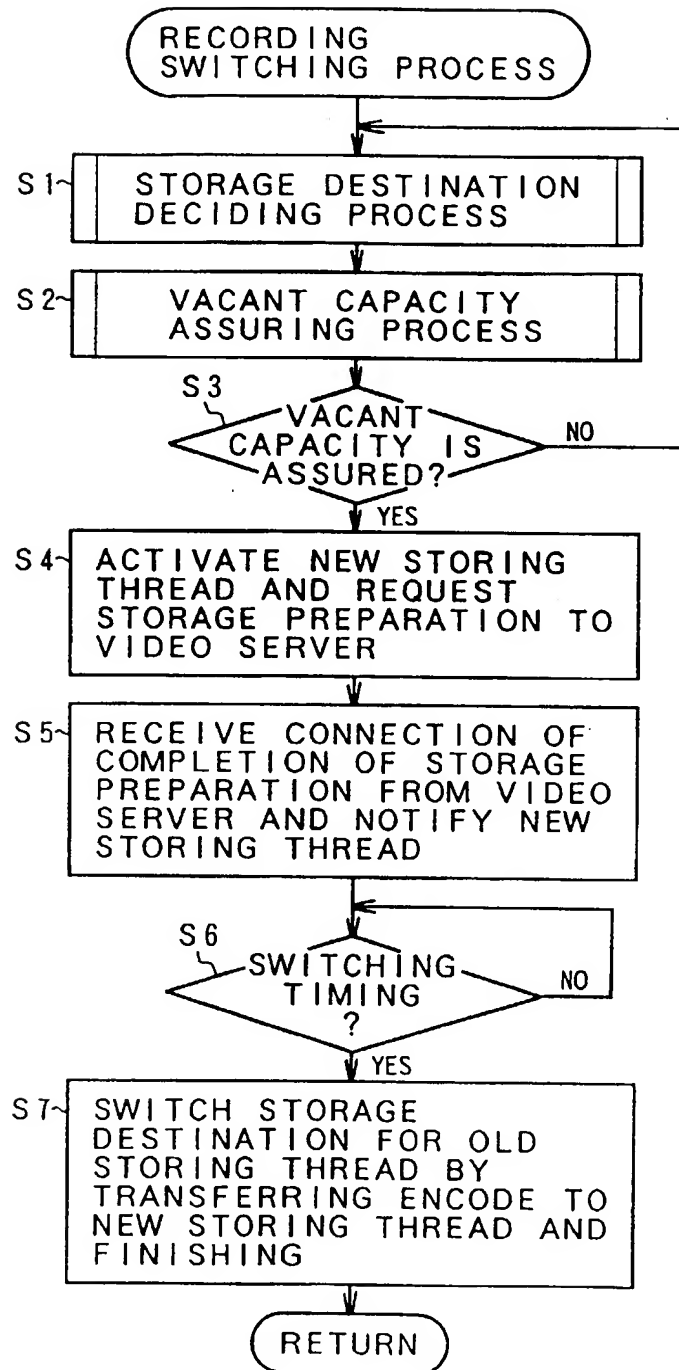 RECORDING
SWITCHING PROCESS
S1
STORAGE DESTINATION
DECIDING PROCESS
S2
VACANT CAPACITY
ASSURING PROCESS
S3
VACANT
CAPACITY IS
ASSURED?
NO
YES
S4
ACTIVATE NEW STORING
THREAD AND REQUEST
STORAGE PREPARATION TO
VIDEO SERVER
S5
RECEIVE CONNECTION OF
COMPLETION OF STORAGE
PREPARATION FROM VIDEO
SERVER AND NOTIFY NEW
STORING THREAD
S6
SWITCHING
TIMING
?
NO
YES
S7
SWITCH STORAGE
DESTINATION FOR OLD
STORING THREAD BY
TRANSFERRING ENCODE TO
NEW STORING THREAD AND
FINISHING
RETURN